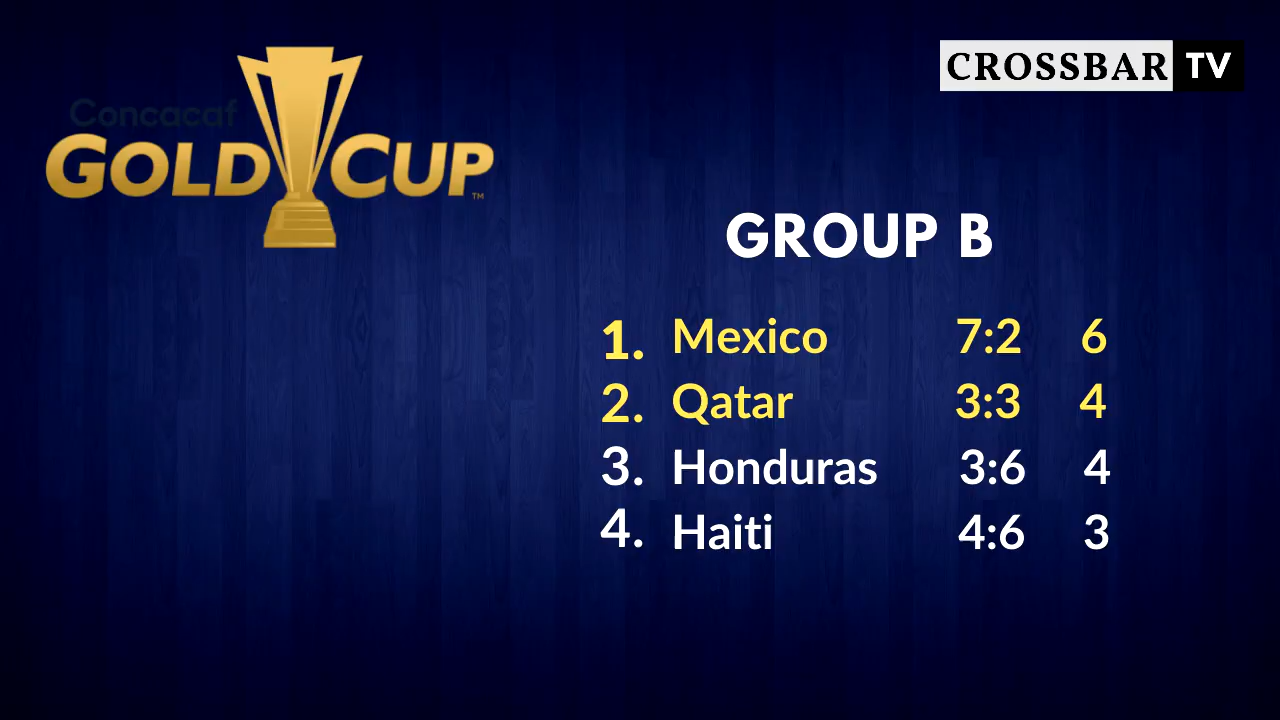 Concacaf
GOLD CUP™
CROSSBAR TV
GROUP B
1. Mexico 7:2 6
2. Qatar 3:3 4
3. Honduras 3:6 4
4. Haiti 4:6 3